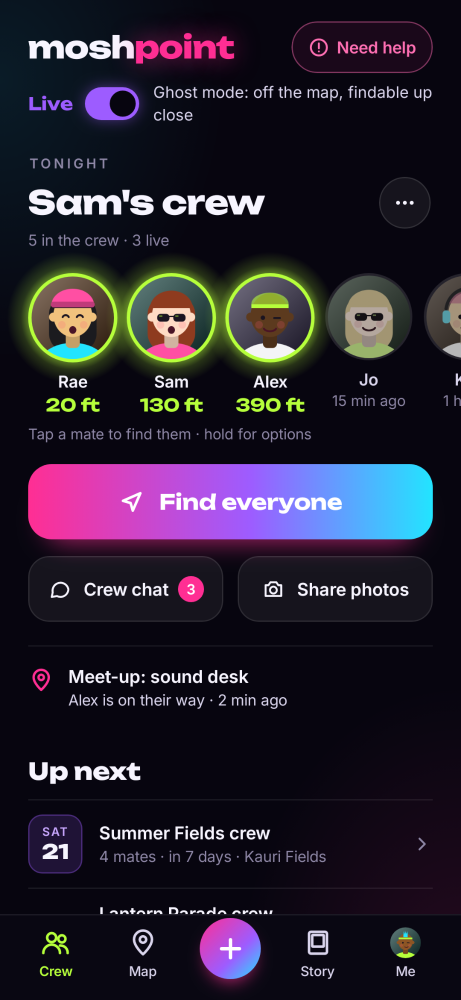 moshpoint
Need help
Live
Ghost mode: off the map, findable up
close
TONIGHT
Sam's crew
5 in the crew · 3 live
Rae
Sam
Alex
Jo
20 ft
130 ft
390 ft
15 min ago
Tap a mate to find them · hold for options
Find everyone
Crew chat 3
Share photos
Meet-up: sound desk
Alex is on their way · 2 min ago
Up next
SAT
21
Summer Fields crew
4 mates · in 7 days · Kauri Fields
Lantern Parade crew
Crew
Map
Story
Me